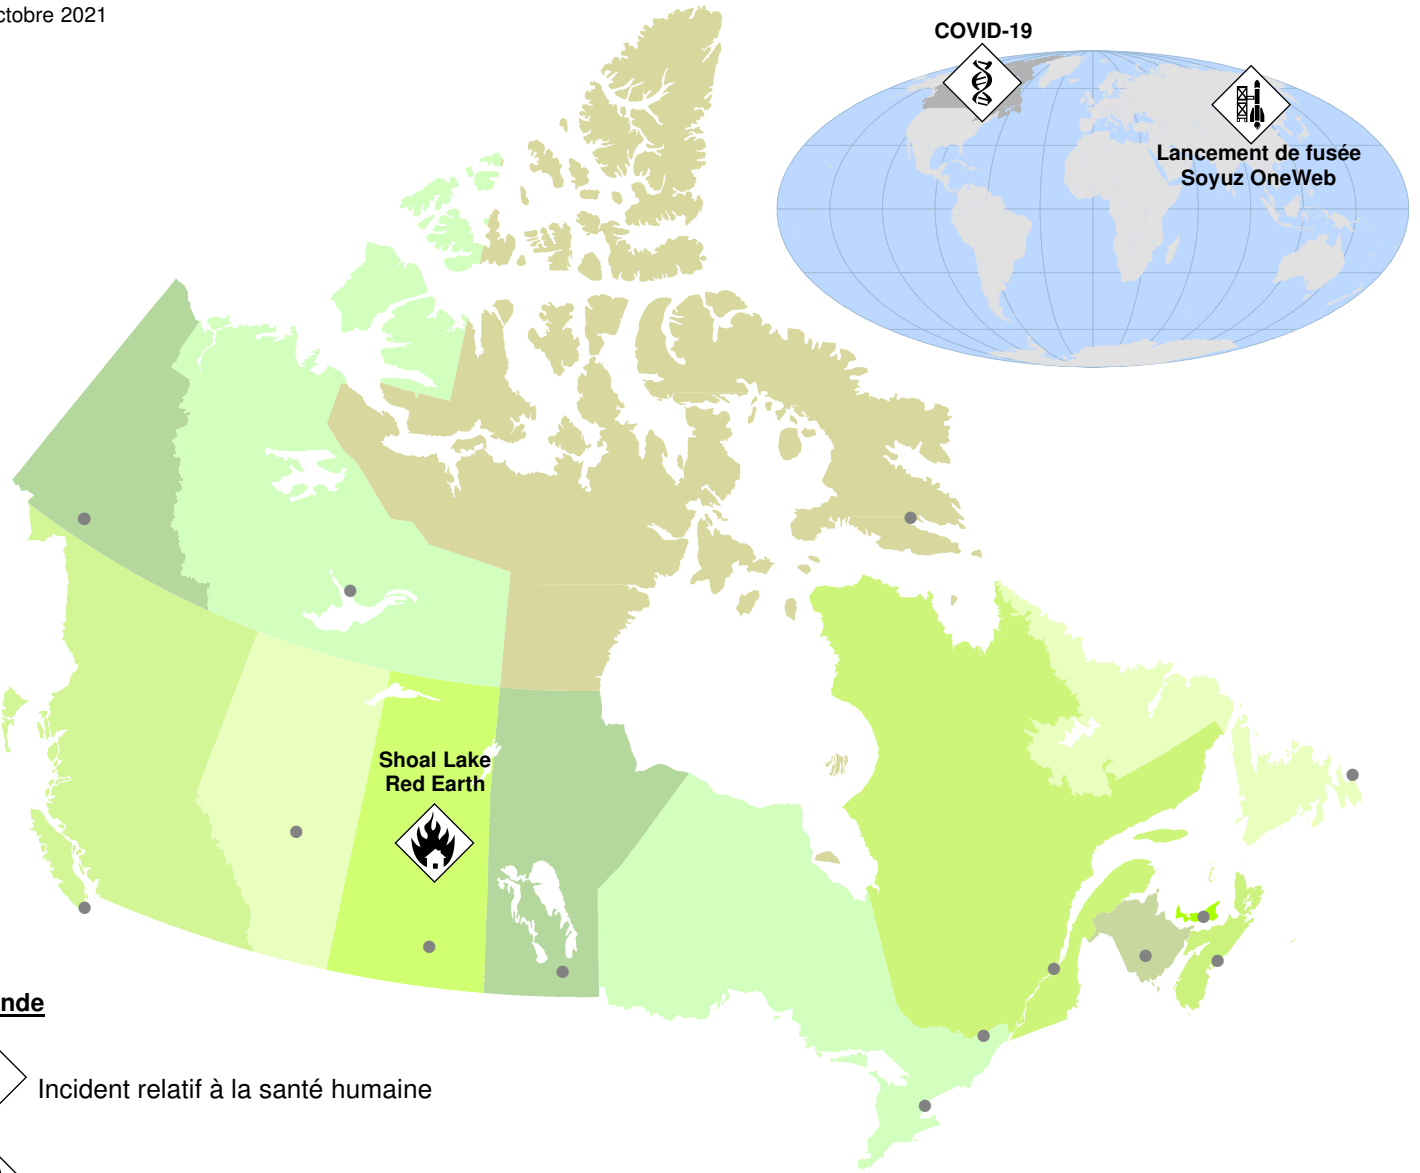 ctobre 2021
COVID-19
Lancement de fusée
Soyuz OneWeb
Shoal Lake
Red Earth
nde
Incident relatif à la santé humaine